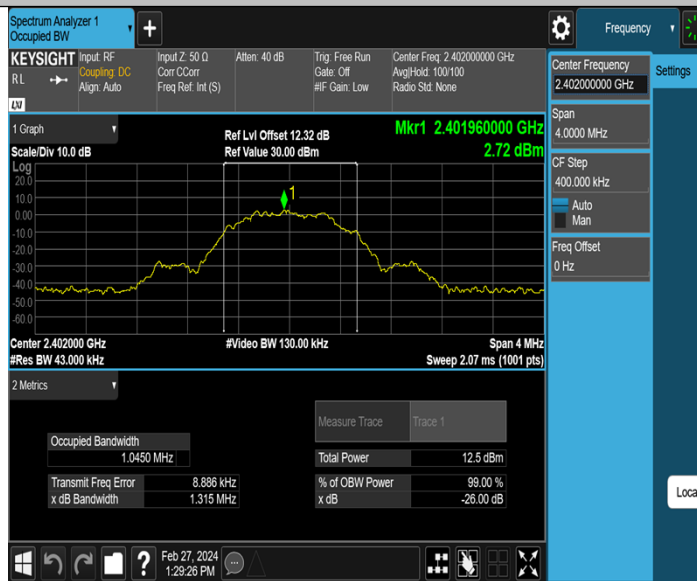 Spectrum Analyzer 1
Occupied BW
Frequency
KEYSIGHT
RL
LXI
Input: RF
Coupling: DC
Align: Auto
Input Z: 50 Ω
Corr CCorr
Freq Ref: Int (S)
Atten: 40 dB
Trig: Free Run
Gate: Off
#IF Gain: Low
Center Freq: 2.402000000 GHz
Avg|Hold: 100/100
Radio Std: None
Center Frequency
2.402000000 GHz
Settings
Span
4.0000 MHz
CF Step
400.000 kHz
Auto
Man
Freq Offset
0 Hz
1 Graph
Scale/Div 10.0 dB
Ref Lvl Offset 12.32 dB
Ref Value 30.00 dBm
Mkr1 2.401960000 GHz
2.72 dBm
Log
20.0
10.0
0.00
-10.0
-20.0
-30.0
-40.0
-50.0
-60.0
1
Center 2.402000 GHz
#Res BW 43.000 kHz
#Video BW 130.00 kHz
Span 4 MHz
Sweep 2.07 ms (1001 pts)
2 Metrics
Measure Trace Trace 1
Occupied Bandwidth
1.0450 MHz
Total Power 12.5 dBm
Transmit Freq Error 8.886 kHz
% of OBW Power 99.00 %
x dB Bandwidth 1.315 MHz
x dB -26.00 dB
Loca
?
Feb 27, 2024
1:29:26 PM